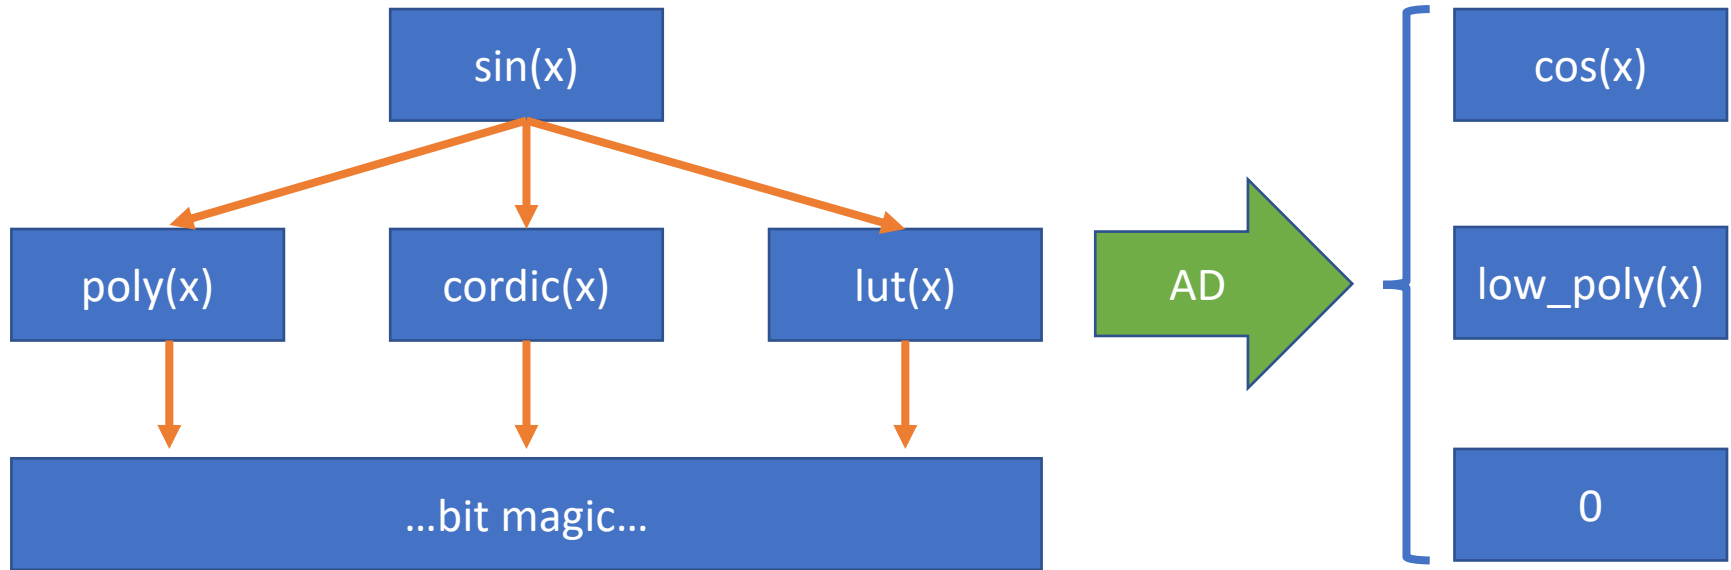 sin(x)
cos(x)
poly(x)
cordic(x)
lut(x)
AD
low_poly(x)
...bit magic...
0